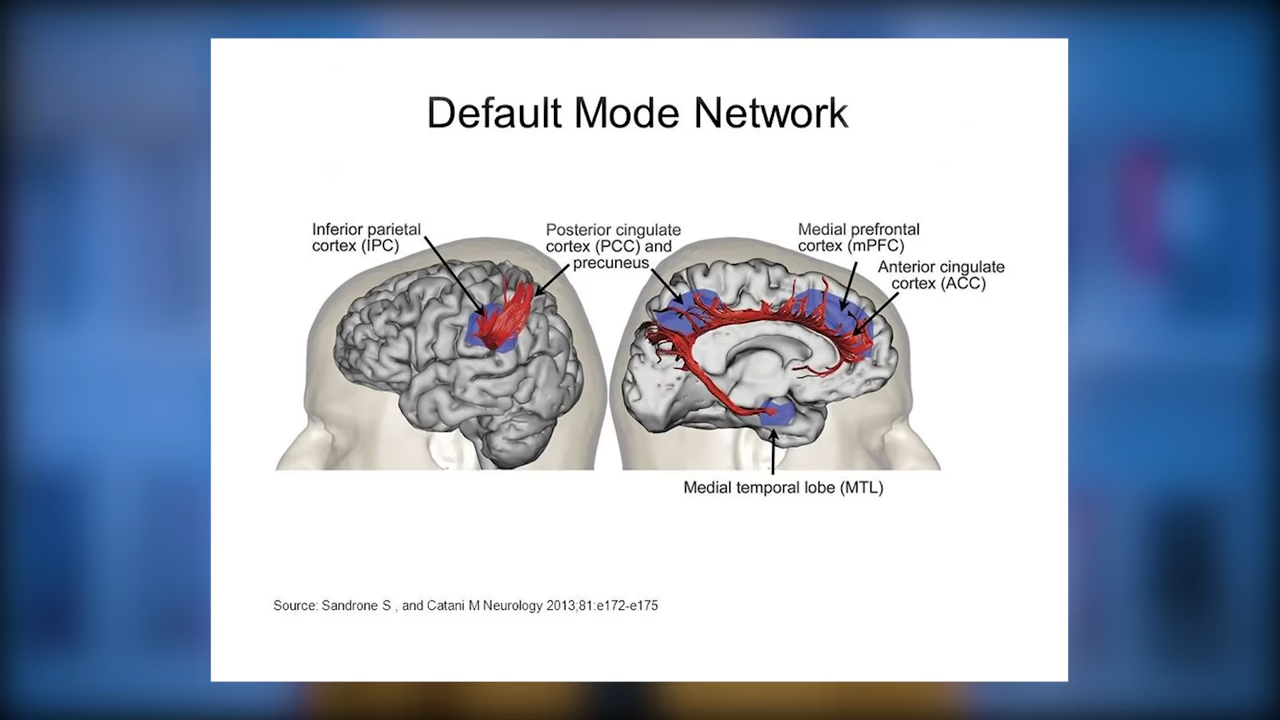 Default Mode Network
Inferior parietal
cortex (IPC)
Posterior cingulate
cortex (PCC) and
precuneus
Medial prefrontal
cortex (mPFC)
Anterior cingulate
cortex (ACC)
Medial temporal lobe (MTL)
Source: Sandrone S , and Catani M Neurology 2013;81:e172-e175